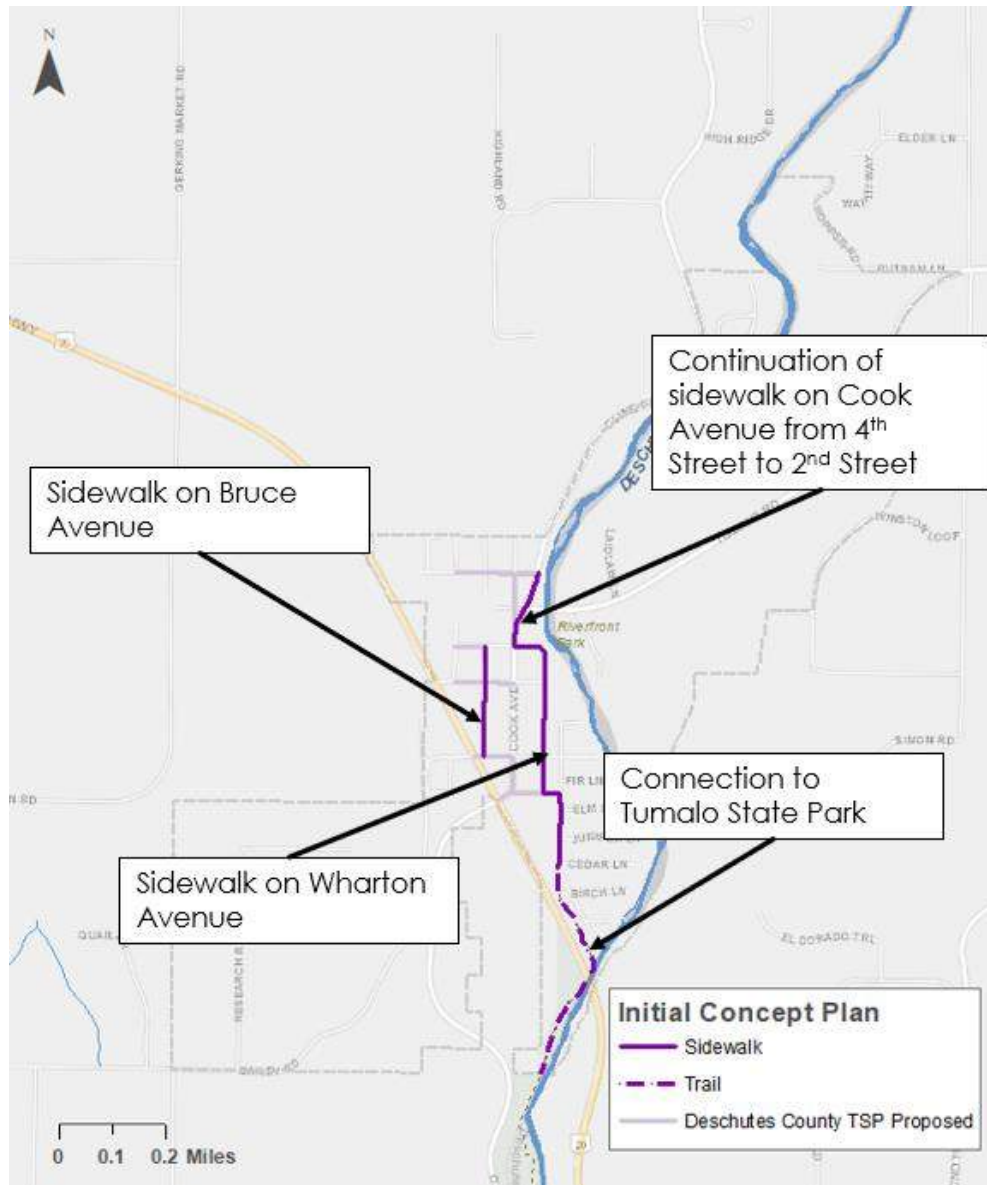 N
GERKING MARKET RD
HIGHLAND RD
ELDER LN
PUTNAM LN
HWY
20
Continuation of
sidewalk on Cook
Avenue from 4th
Street to 2nd Street
Sidewalk on Bruce
Avenue
Riverfront
Park
COOK AVE
SIMON RD
FIR LN
ELM
Connection to
Tumalo State Park
CEDAR LN
BIRCH LN
Sidewalk on Wharton
Avenue
EL DORADO TRL
RESEARCH R
BAILEY RD
Initial Concept Plan
Sidewalk
Trail
Deschutes County TSP Proposed
20
0 0.1 0.2 Miles